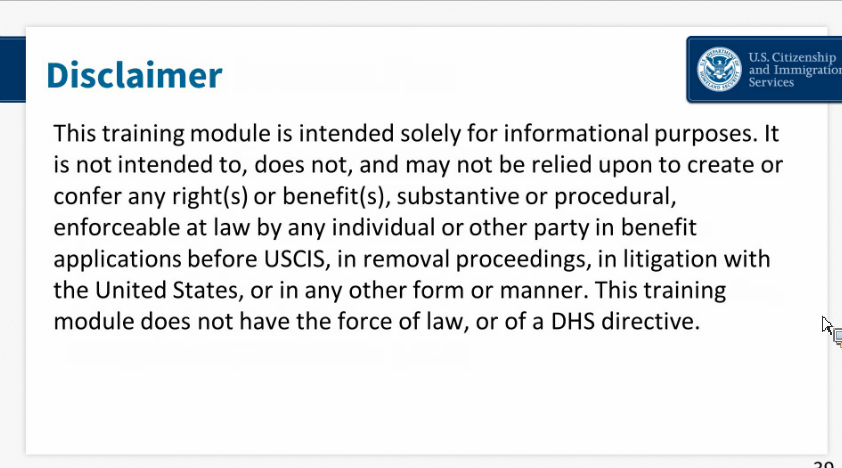 Disclaimer
U.S. Citizenship
and Immigration
Services
This training module is intended solely for informational purposes. It
is not intended to, does not, and may not be relied upon to create or
confer any right(s) or benefit(s), substantive or procedural,
enforceable at law by any individual or other party in benefit
applications before USCIS, in removal proceedings, in litigation with
the United States, or in any other form or manner. This training
module does not have the force of law, or of a DHS directive.